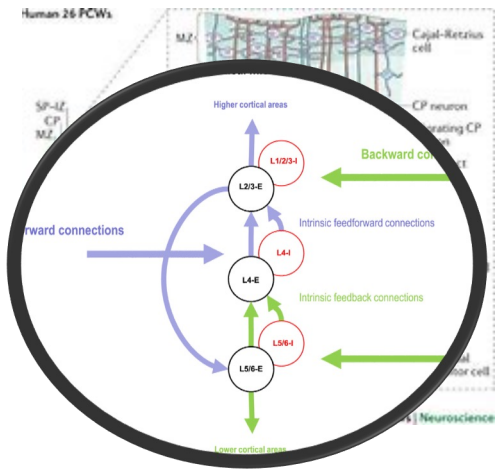 Human 26 PCWs
MZ
Cajal-Retzius
cell
SP-IZ
CP
MZ
CP neuron
Higher cortical areas
L1/2/3-I
Backward
L2/3-E
connections
Intrinsic feedforward connections
L4-I
L4-E
Intrinsic feedback connections
L5/6-I
L5/6-E
Lower cortical areas
| Neuroscience